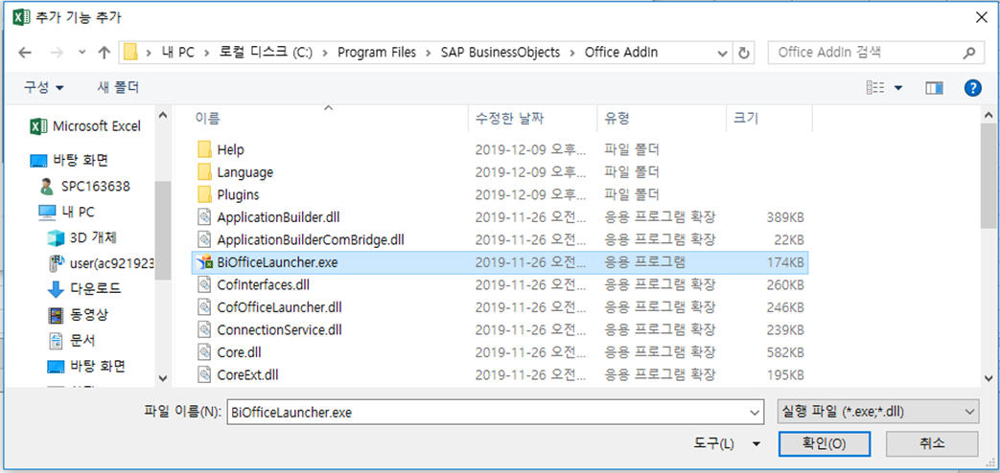 추가 기능 추가
내 PC > 로컬 디스크 (C:) > Program Files > SAP BusinessObjects > Office AddIn
Office AddIn 검색
구성 새 폴더
이름 수정한 날짜 유형 크기
Microsoft Excel
바탕 화면
SPC163638
내 PC
3D 개체
user(ac921923
다운로드
동영상
문서
바탕 화면
Help 2019-12-09 오후... 파일 폴더
Language 2019-12-09 오후... 파일 폴더
Plugins 2019-12-09 오후... 파일 폴더
ApplicationBuilder.dll 2019-11-26 오전... 응용 프로그램 확장 389KB
ApplicationBuilderComBridge.dll 2019-11-26 오전... 응용 프로그램 확장 22KB
BiOfficeLauncher.exe 2019-11-26 오전... 응용 프로그램 174KB
CofInterfaces.dll 2019-11-26 오전... 응용 프로그램 확장 260KB
CofOfficeLauncher.dll 2019-11-26 오전... 응용 프로그램 확장 246KB
ConnectionService.dll 2019-11-26 오전... 응용 프로그램 확장 239KB
Core.dll 2019-11-26 오전... 응용 프로그램 확장 582KB
CoreExt.dll 2019-11-26 오전... 응용 프로그램 확장 195KB
파일 이름(N): BiOfficeLauncher.exe 실행 파일 (*.exe;*.dll)
도구(L) 확인(O) 취소